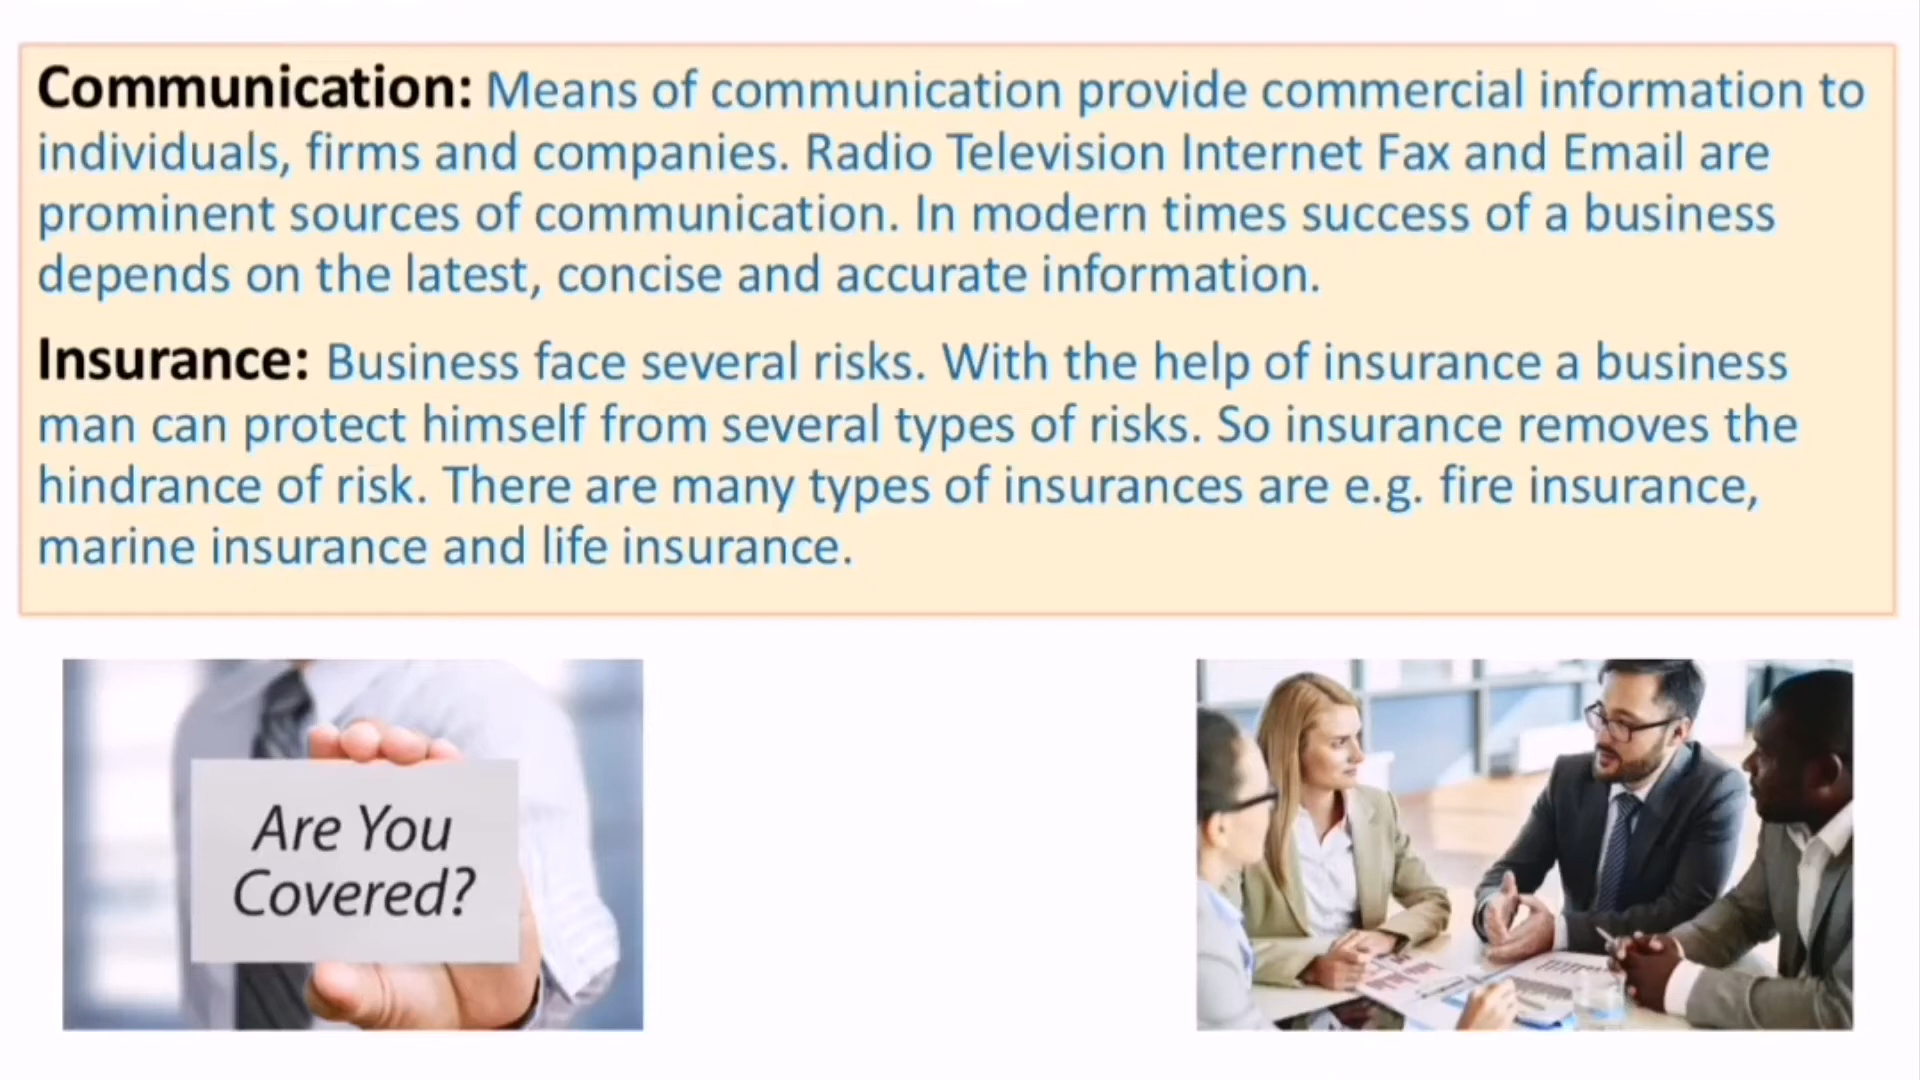 Communication: Means of communication provide commercial information to
individuals, firms and companies. Radio Television Internet Fax and Email are
prominent sources of communication. In modern times success of a business
depends on the latest, concise and accurate information.
Insurance: Business face several risks. With the help of insurance a business
man can protect himself from several types of risks. So insurance removes the
hindrance of risk. There are many types of insurances are e.g. fire insurance,
marine insurance and life insurance.
Are You
Covered?